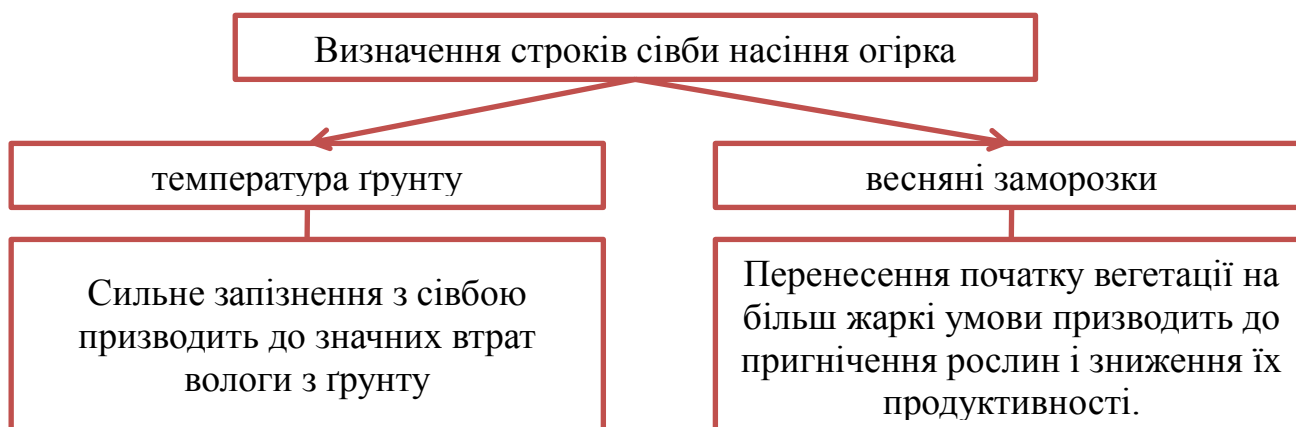 Визначення строків сівби насіння огірка
температура ґрунту
весняні заморозки
Сильне запізнення з сівбою
призводить до значних втрат
вологи з ґрунту
Перенесення початку вегетації на
більш жаркі умови призводить до
пригнічення рослин і зниження їх
продуктивності.